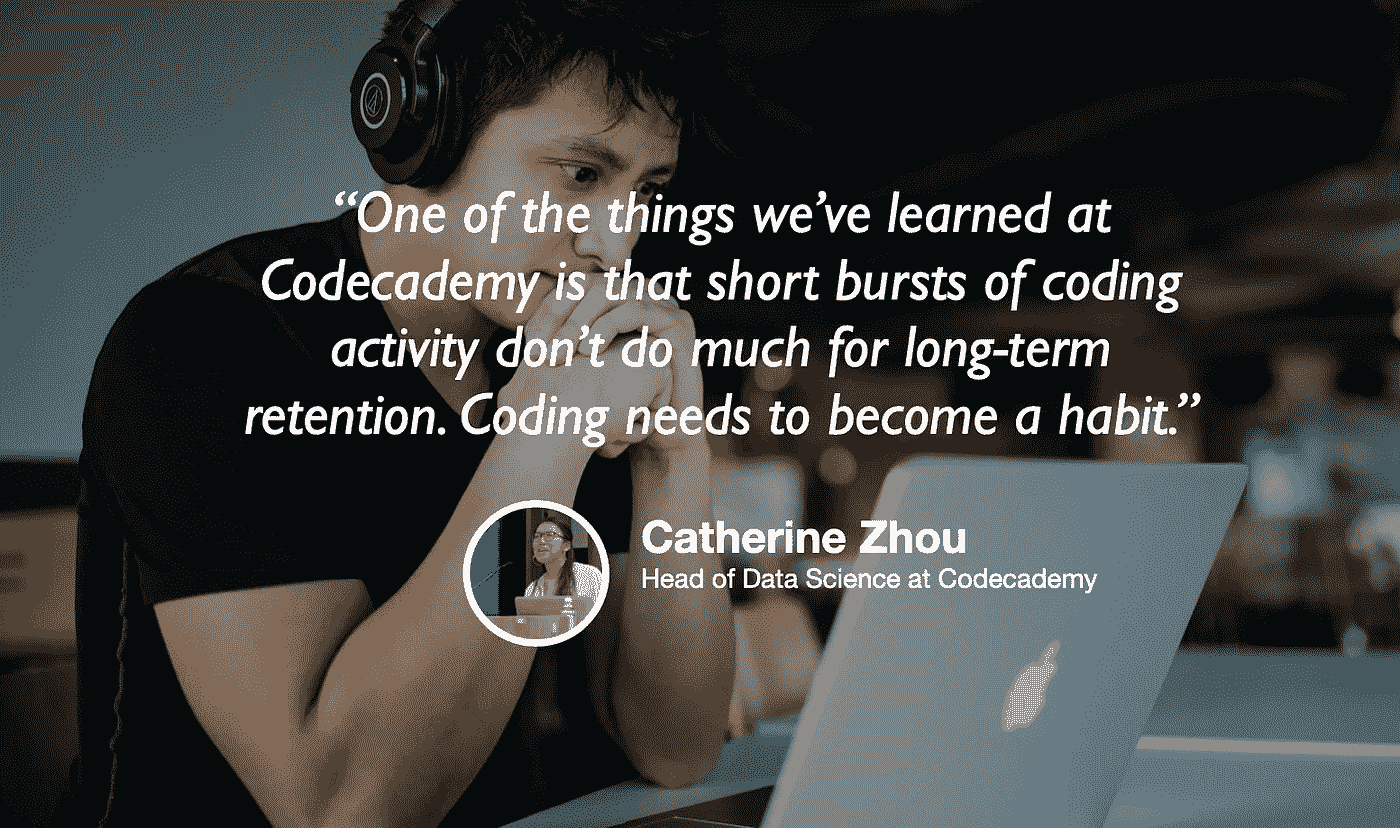 “One of the things we’ve learned at
Codecademy is that short bursts of coding
activity don’t do much for long-term
retention. Coding needs to become a habit.”
Catherine Zhou
Head of Data Science at Codecademy